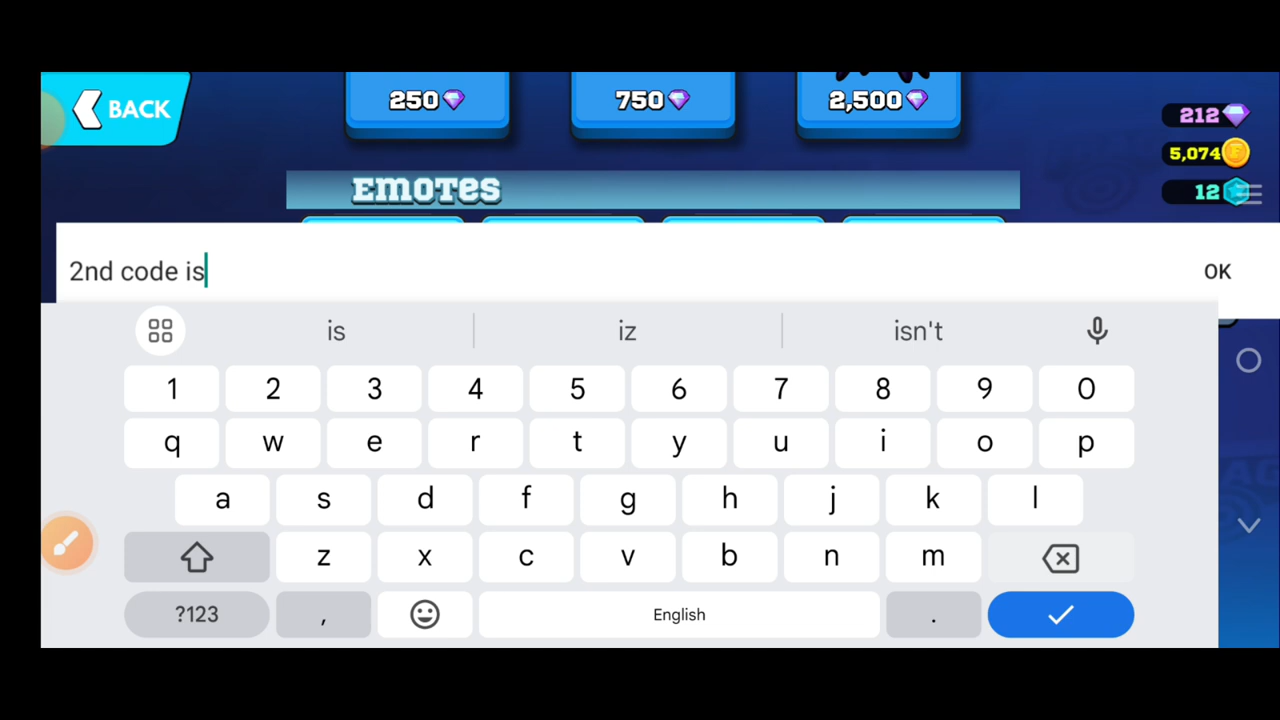 BACK
250
750
2,500
212
5,074
12
EMOTES
2nd code is
OK
is
iz
isn't
1 2 3 4 5 6 7 8 9 0
q w e r t y u i o p
a s d f g h j k l
z x c v b n m
?123 , English .